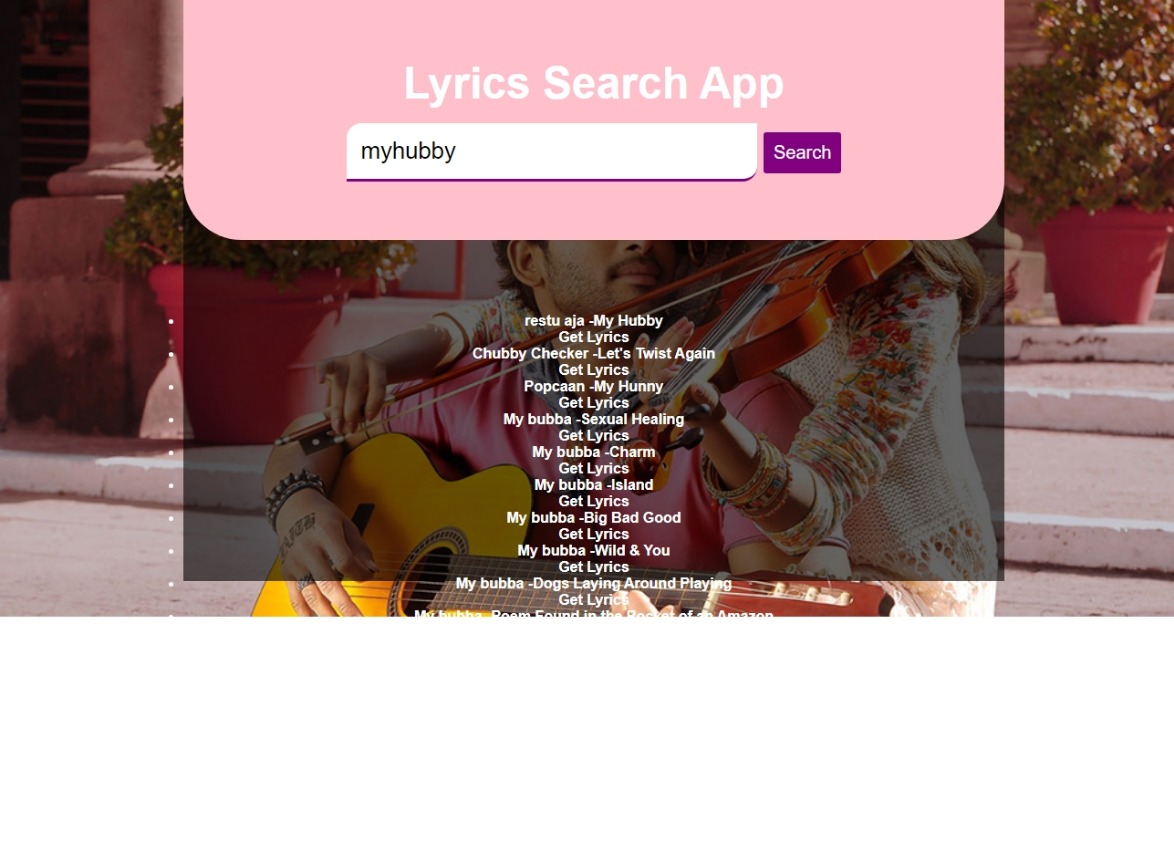 Lyrics Search App
myhubby
Search
restu aja -My Hubby
Get Lyrics
Chubby Checker -Let's Twist Again
Get Lyrics
Popcaan -My Hunny
Get Lyrics
My bubba -Sexual Healing
Get Lyrics
My bubba -Charm
Get Lyrics
My bubba -Island
Get Lyrics
My bubba -Big Bad Good
Get Lyrics
My bubba -Wild & You
Get Lyrics
My bubba -Dogs Laying Around Playing
Get Lyrics
My bubba -Poem Found in the Pocket of an Amazon